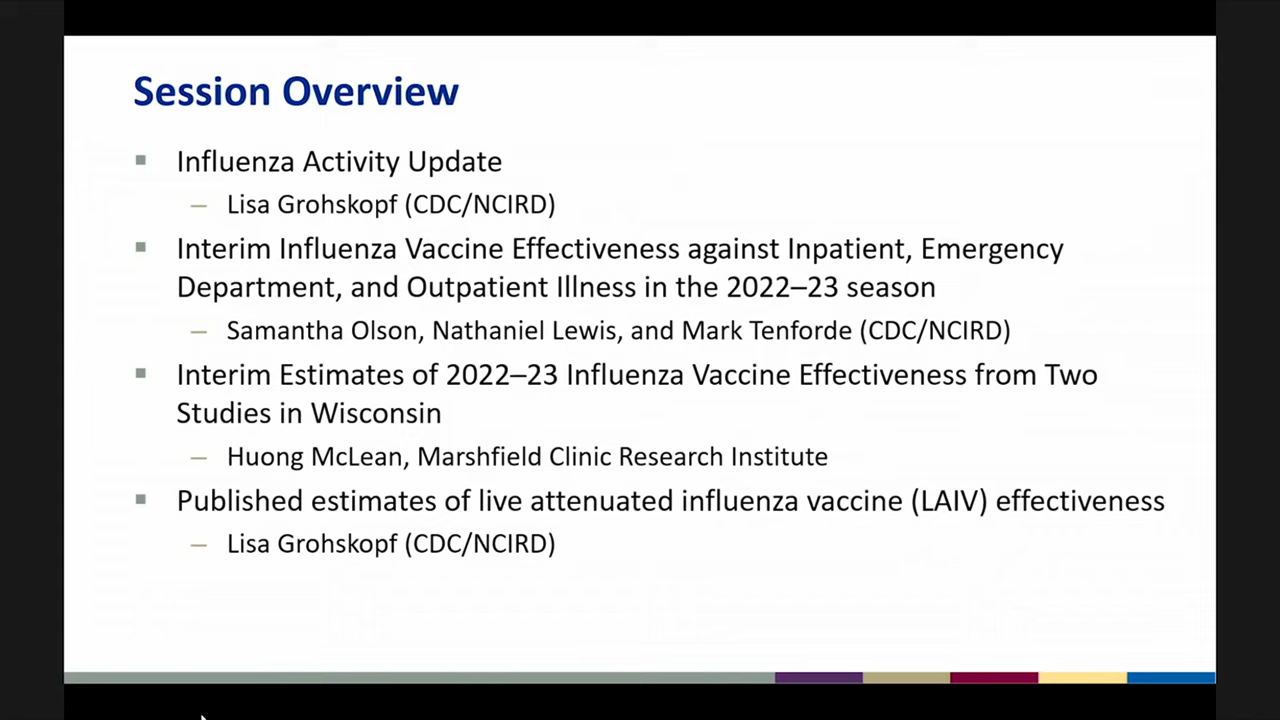 Session Overview
Influenza Activity Update
– Lisa Grohskopf (CDC/NCIRD)
Interim Influenza Vaccine Effectiveness against Inpatient, Emergency
Department, and Outpatient Illness in the 2022–23 season
– Samantha Olson, Nathaniel Lewis, and Mark Tenforde (CDC/NCIRD)
Interim Estimates of 2022–23 Influenza Vaccine Effectiveness from Two
Studies in Wisconsin
– Huong McLean, Marshfield Clinic Research Institute
Published estimates of live attenuated influenza vaccine (LAIV) effectiveness
– Lisa Grohskopf (CDC/NCIRD)